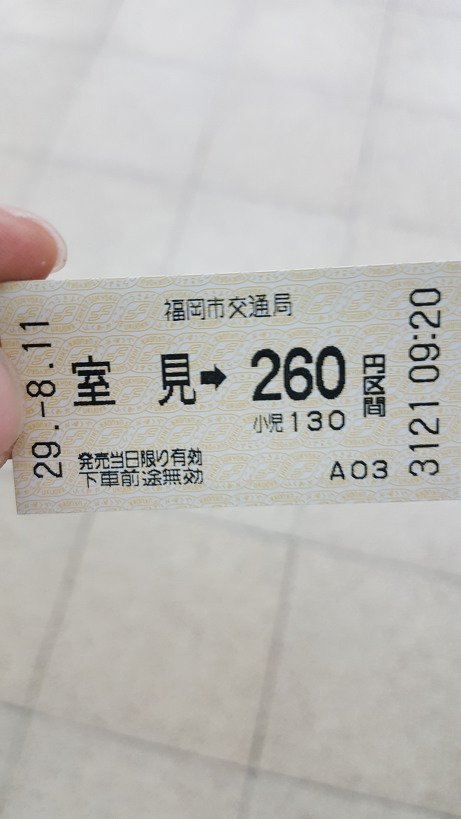 福岡市交通局
室見➡260円区間
小児130
発売当日限り有効
下車前途無効
A03
29.-8.11
3121 09:20